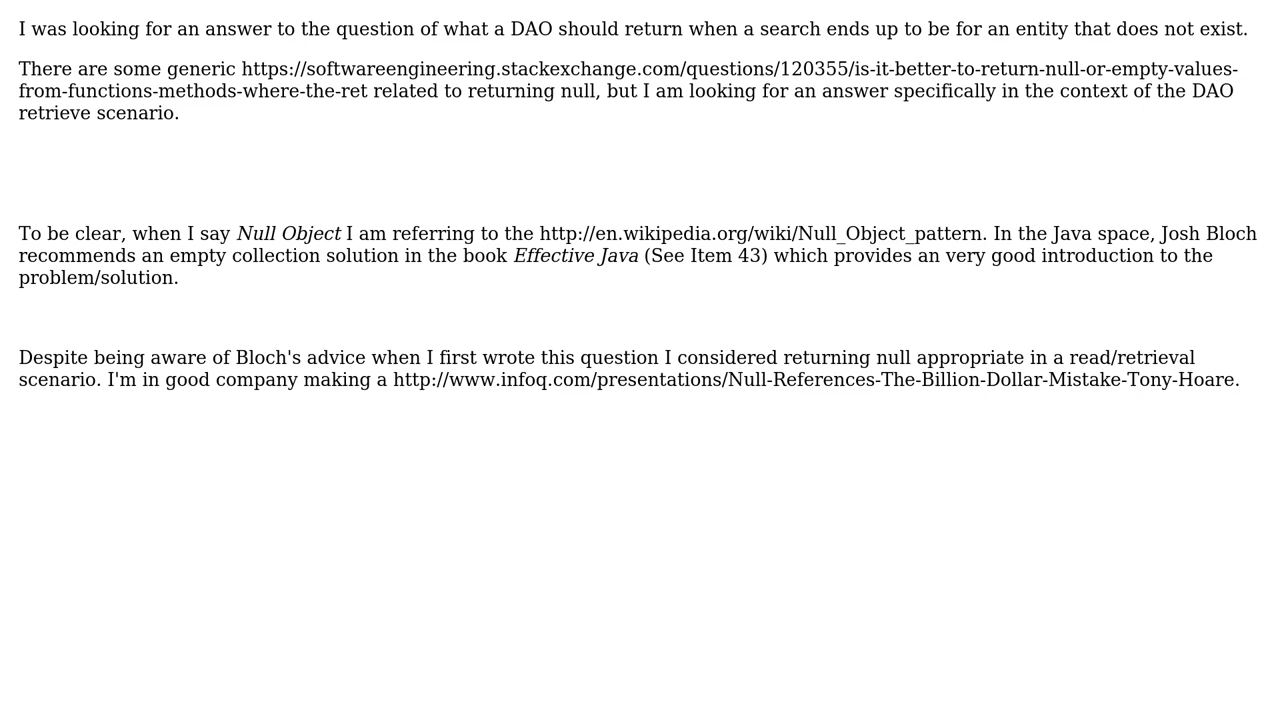 I was looking for an answer to the question of what a DAO should return when a search ends up to be for an entity that does not exist.
There are some generic https://softwareengineering.stackexchange.com/questions/120355/is-it-better-to-return-null-or-empty-values-
from-functions-methods-where-the-ret related to returning null, but I am looking for an answer specifically in the context of the DAO
retrieve scenario.
To be clear, when I say Null Object I am referring to the http://en.wikipedia.org/wiki/Null_Object_pattern. In the Java space, Josh Bloch
recommends an empty collection solution in the book Effective Java (See Item 43) which provides an very good introduction to the
problem/solution.
Despite being aware of Bloch's advice when I first wrote this question I considered returning null appropriate in a read/retrieval
scenario. I'm in good company making a http://www.infoq.com/presentations/Null-References-The-Billion-Dollar-Mistake-Tony-Hoare.